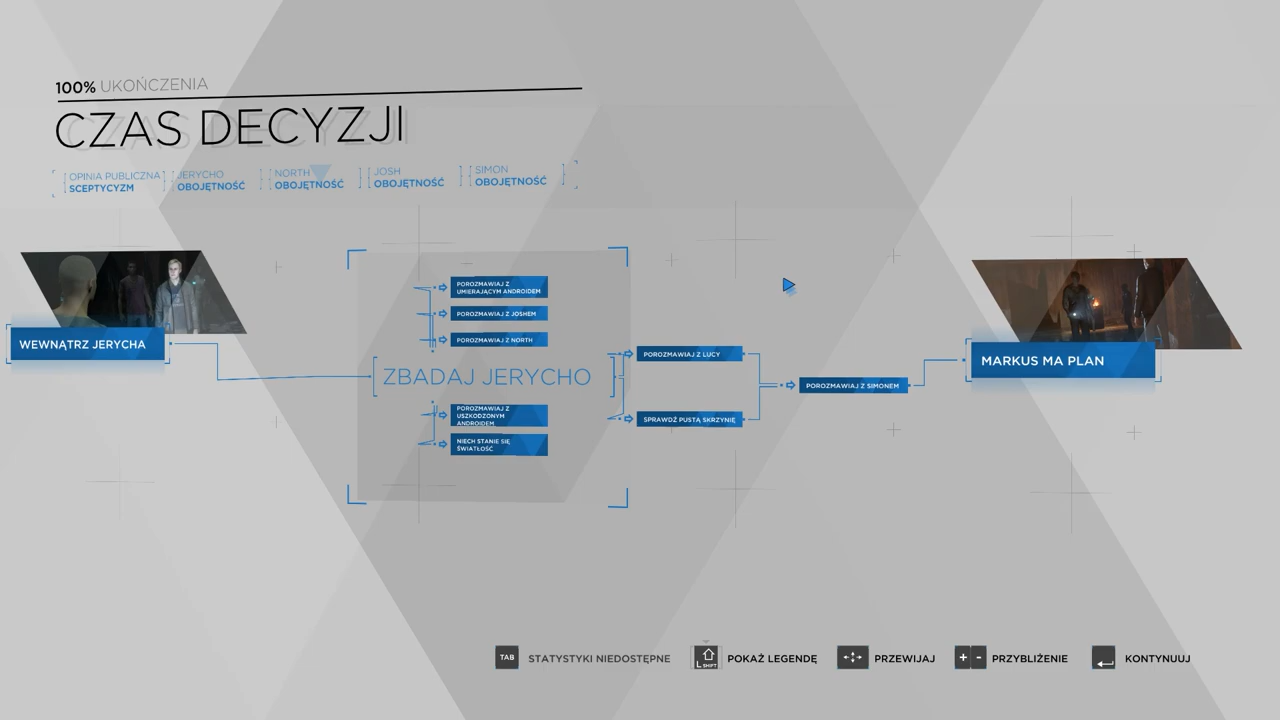 100% UKOŃCZENIA
CZAS DECYZJI
OPINIA PUBLICZNA
SCEPTYCYZM
JERYCHO
OBOJĘTNOŚĆ
NORTH
OBOJĘTNOŚĆ
JOSH
OBOJĘTNOŚĆ
SIMON
OBOJĘTNOŚĆ
WEWNĄTRZ JERYCHA
POROZMAWIAJ Z
UMIERAJĄCYM ANDROIDEM
POROZMAWIAJ Z JOSHEM
POROZMAWIAJ Z NORTH
ZBADAJ JERYCHO
POROZMAWIAJ Z
USZKODZONYM
ANDROIDEM
NIECH STANIE SIĘ
ŚWIATŁOŚĆ
POROZMAWIAJ Z LUCY
SPRAWDŹ PUSTĄ SKRZYNIĘ
POROZMAWIAJ Z SIMONEM
MARKUS MA PLAN
TAB STATYSTYKI NIEDOSTĘPNE
L SHIFT POKAŻ LEGENDĘ
PRZEWIJAJ
+ - PRZYBLIŻENIE
KONTYNUUJ